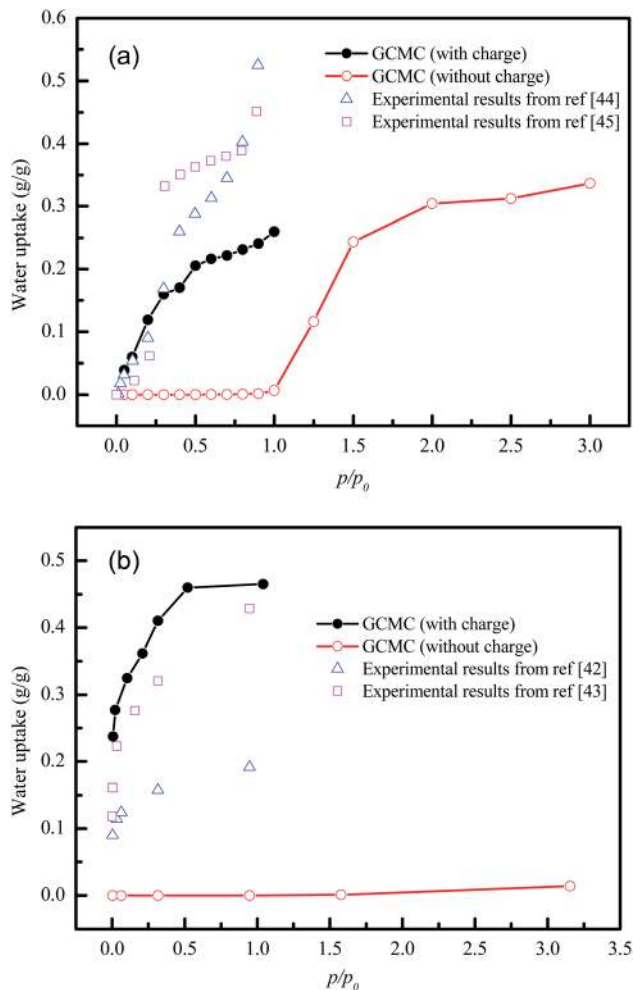 (a)
GCMC (with charge)
GCMC (without charge)
Experimental results from ref [44]
Experimental results from ref [45]
Water uptake (g/g)
0.6
0.5
0.4
0.3
0.2
0.1
0.0
0.0 0.5 1.0 1.5 2.0 2.5 3.0
p/p₀
(b)
GCMC (with charge)
GCMC (without charge)
Experimental results from ref [42]
Experimental results from ref [43]
Water uptake (g/g)
0.5
0.4
0.3
0.2
0.1
0.0
0.0 0.5 1.0 1.5 2.0 2.5 3.0 3.5
p/p₀